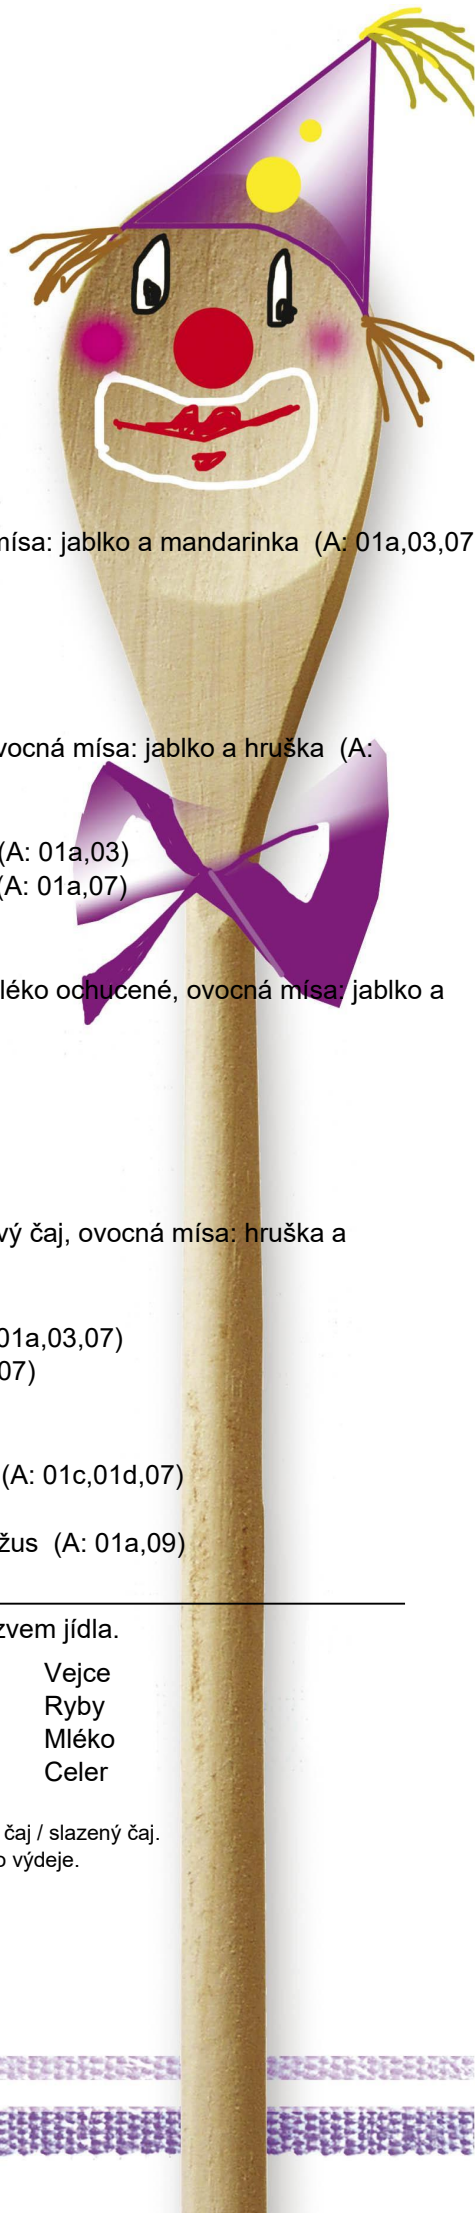 mísa: jablko a mandarinka (A: 01a,03,07
vocná mísa: jablko a hruška (A:
(A: 01a,03)
(A: 01a,07)
léko ochucené, ovocná mísa: jablko a
vý čaj, ovocná mísa: hruška a
01a,03,07)
07)
(A: 01c,01d,07)
žus (A: 01a,09)
zvem jídla.
Vejce
Ryby
Mléko
Celer
čaj / slazený čaj.
o výdeje.